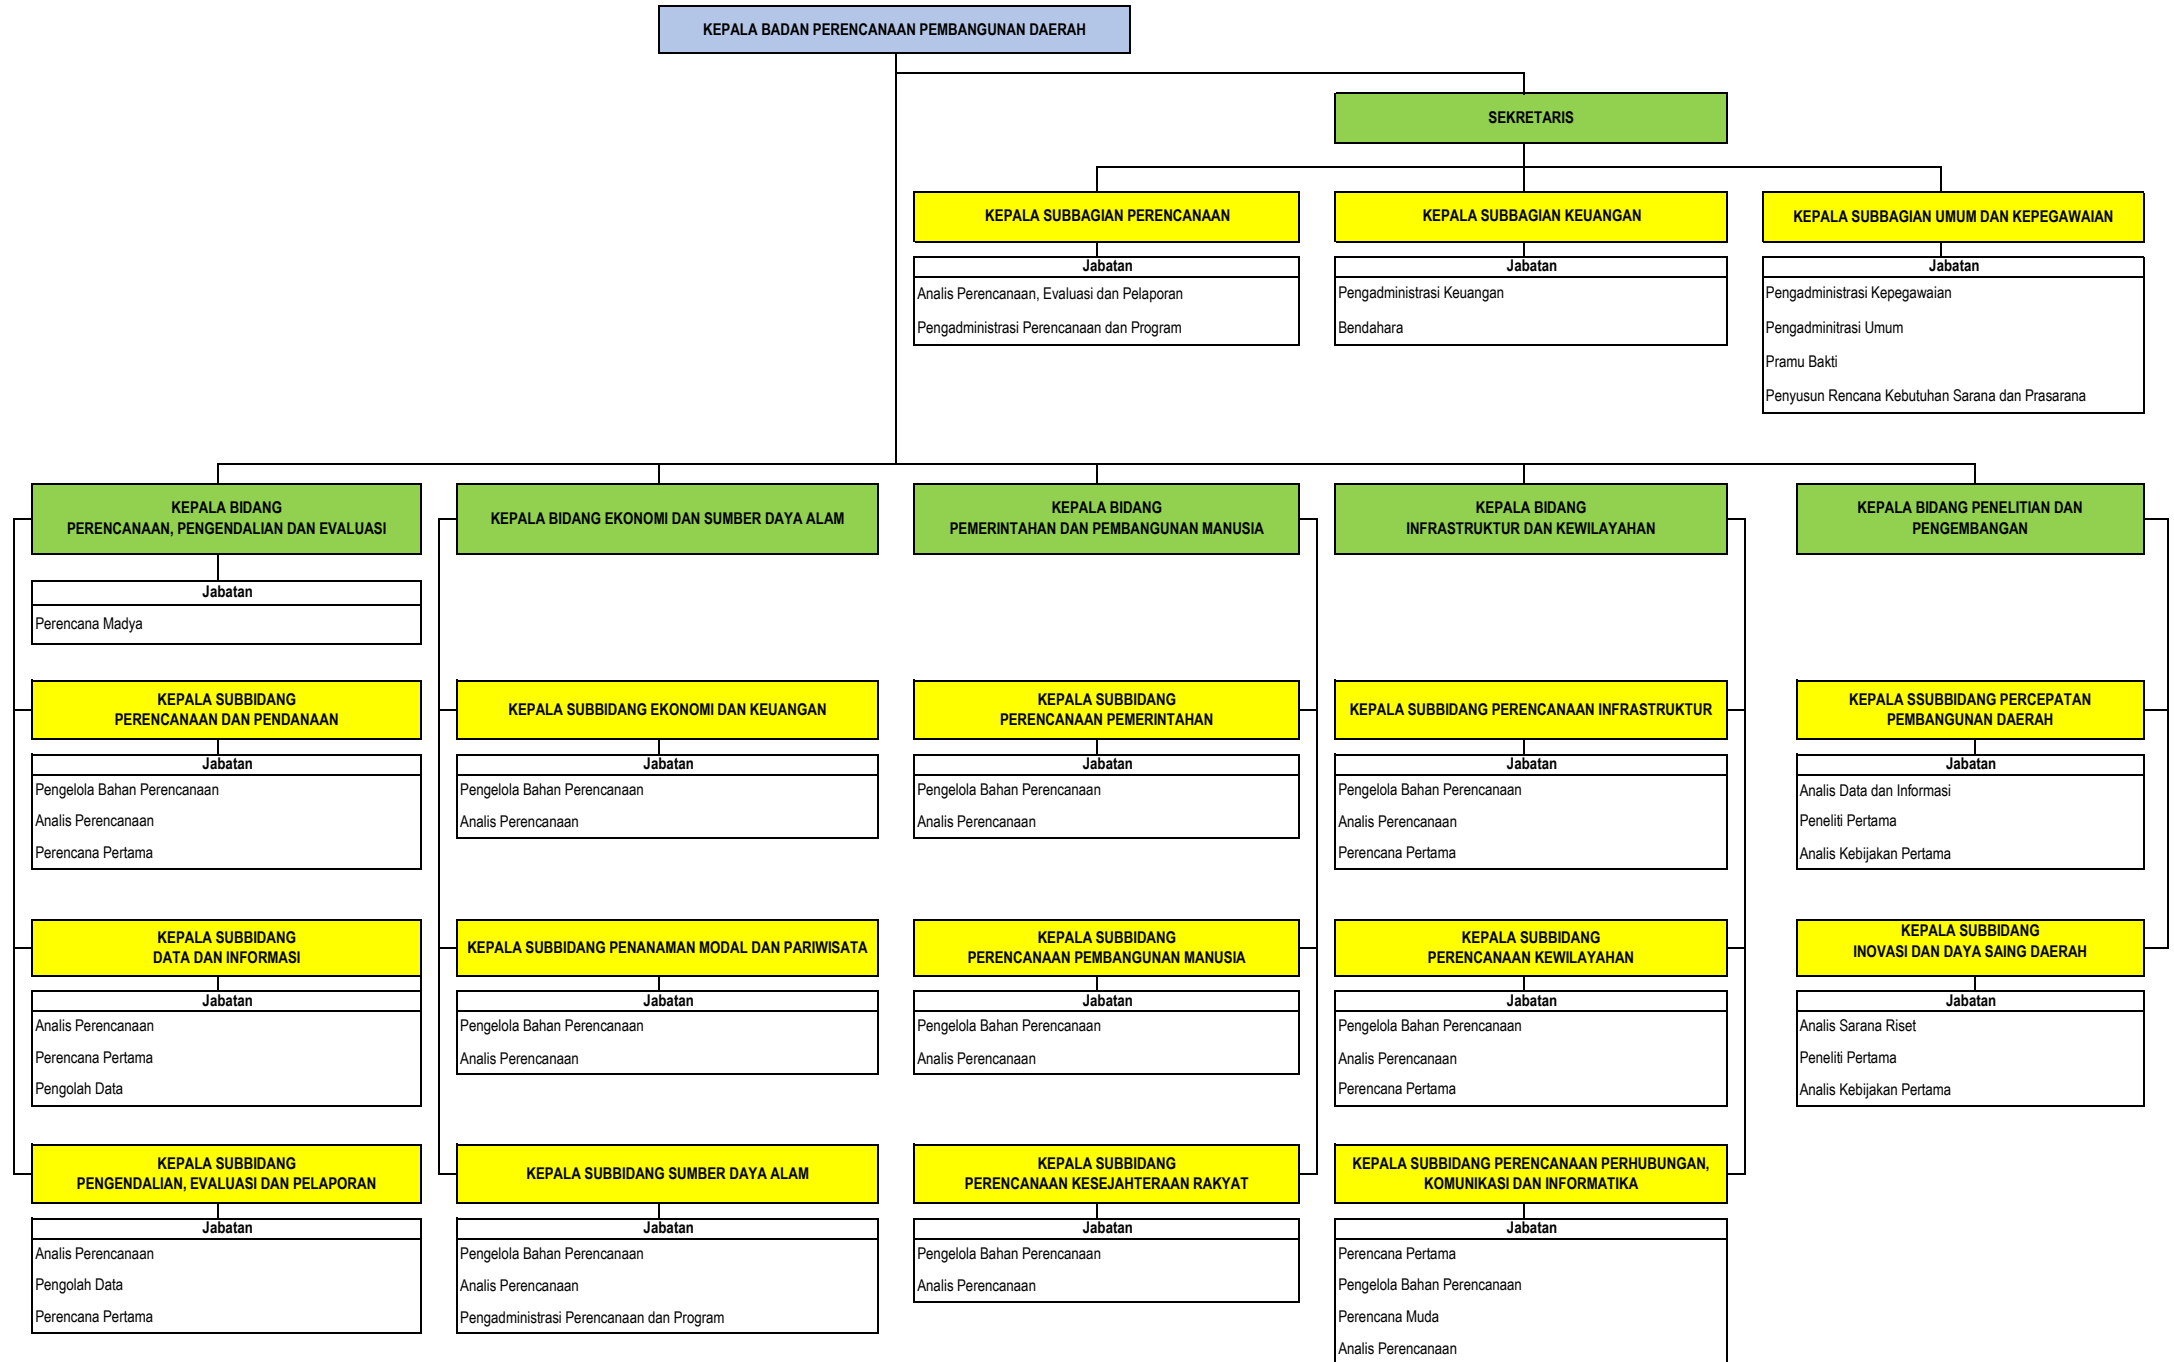 KEPALA BADAN PERENCANAAN PEMBANGUNAN DAERAH
SEKRETARIS
KEPALA SUBBAGIAN PERENCANAAN
Jabatan
Analis Perencanaan, Evaluasi dan Pelaporan
Pengadministrasi Perencanaan dan Program
KEPALA SUBBAGIAN KEUANGAN
Jabatan
Pengadministrasi Keuangan
Bendahara
KEPALA SUBBAGIAN UMUM DAN KEPEGAWAIAN
Jabatan
Pengadministrasi Kepegawaian
Pengadminitrasi Umum
Pramu Bakti
Penyusun Rencana Kebutuhan Sarana dan Prasarana
KEPALA BIDANG
PERENCANAAN, PENGENDALIAN DAN EVALUASI
Jabatan
Perencana Madya
KEPALA SUBBIDANG
PERENCANAAN DAN PENDANAAN
Jabatan
Pengelola Bahan Perencanaan
Analis Perencanaan
Perencana Pertama
KEPALA SUBBIDANG
DATA DAN INFORMASI
Jabatan
Analis Perencanaan
Perencana Pertama
Pengolah Data
KEPALA SUBBIDANG
PENGENDALIAN, EVALUASI DAN PELAPORAN
Jabatan
Analis Perencanaan
Pengolah Data
Perencana Pertama
KEPALA BIDANG EKONOMI DAN SUMBER DAYA ALAM
KEPALA SUBBIDANG EKONOMI DAN KEUANGAN
Jabatan
Pengelola Bahan Perencanaan
Analis Perencanaan
KEPALA SUBBIDANG PENANAMAN MODAL DAN PARIWISATA
Jabatan
Pengelola Bahan Perencanaan
Analis Perencanaan
KEPALA SUBBIDANG SUMBER DAYA ALAM
Jabatan
Pengelola Bahan Perencanaan
Analis Perencanaan
Pengadministrasi Perencanaan dan Program
KEPALA BIDANG
PEMERINTAHAN DAN PEMBANGUNAN MANUSIA
KEPALA SUBBIDANG
PERENCANAAN PEMERINTAHAN
Jabatan
Pengelola Bahan Perencanaan
Analis Perencanaan
KEPALA SUBBIDANG
PERENCANAAN PEMBANGUNAN MANUSIA
Jabatan
Pengelola Bahan Perencanaan
Analis Perencanaan
KEPALA SUBBIDANG
PERENCANAAN KESEJAHTERAAN RAKYAT
Jabatan
Pengelola Bahan Perencanaan
Analis Perencanaan
KEPALA BIDANG
INFRASTRUKTUR DAN KEWILAYAHAN
KEPALA SUBBIDANG PERENCANAAN INFRASTRUKTUR
Jabatan
Pengelola Bahan Perencanaan
Analis Perencanaan
Perencana Pertama
KEPALA SUBBIDANG
PERENCANAAN KEWILAYAHAN
Jabatan
Pengelola Bahan Perencanaan
Analis Perencanaan
Perencana Pertama
KEPALA SUBBIDANG PERENCANAAN PERHUBUNGAN,
KOMUNIKASI DAN INFORMATIKA
Jabatan
Perencana Pertama
Pengelola Bahan Perencanaan
Perencana Muda
Analis Perencanaan
KEPALA BIDANG PENELITIAN DAN
PENGEMBANGAN
KEPALA SSUBBIDANG PERCEPATAN
PEMBANGUNAN DAERAH
Jabatan
Analis Data dan Informasi
Peneliti Pertama
Analis Kebijakan Pertama
KEPALA SUBBIDANG
INOVASI DAN DAYA SAING DAERAH
Jabatan
Analis Sarana Riset
Peneliti Pertama
Analis Kebijakan Pertama